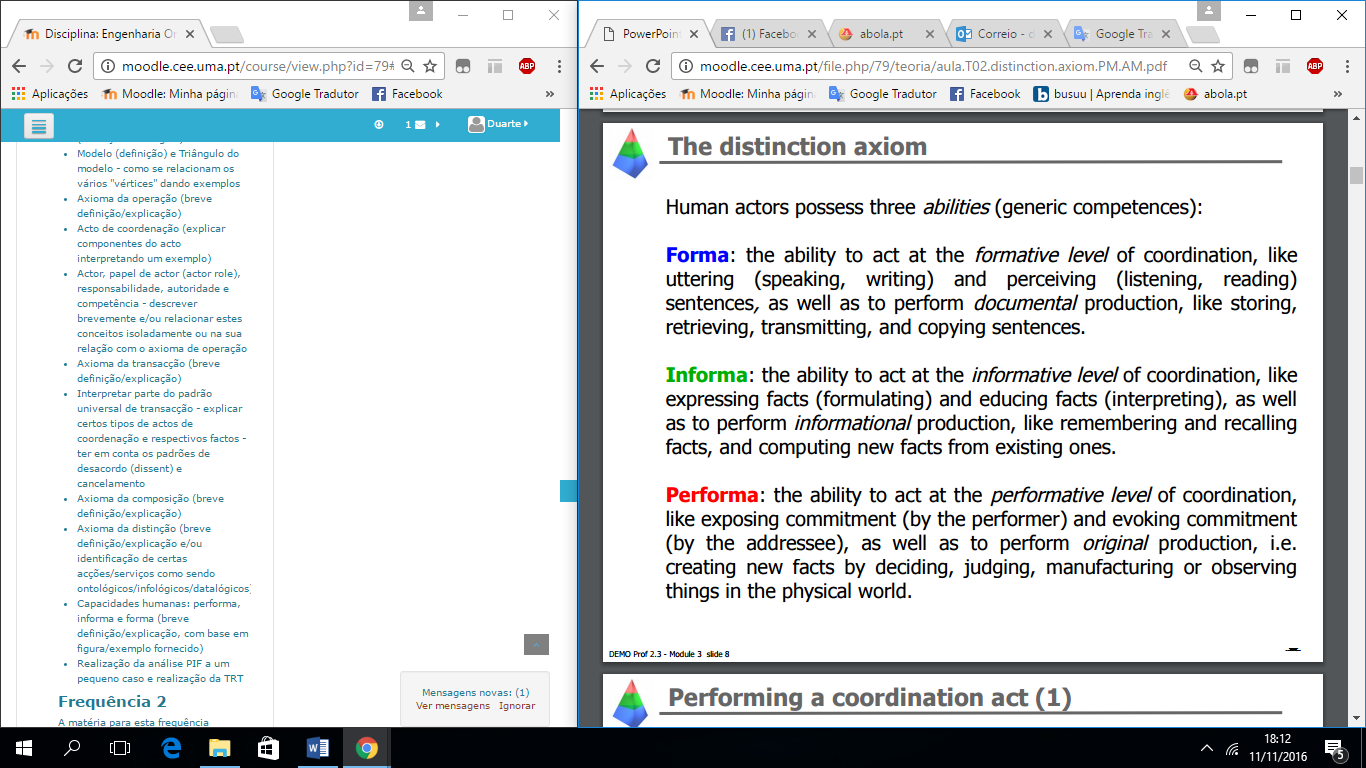 Disciplina: Engenharia Or
moodle.cee.uma.pt/course/view.php?id=79#
Aplicações
Moodle: Minha págin
Google Tradutor
Facebook
»
1
Duarte
Modelo (definição) e Triângulo do
modelo - como se relacionam os
vários "vértices" dando exemplos
Axioma da operação (breve
definição/explicação)
Acto de coordenação (explicar
componentes do acto
interpretando um exemplo)
Actor, papel de actor (actor role),
responsabilidade, autoridade e
competência - descrever
brevemente e/ou relacionar estes
conceitos isoladamente ou na sua
relação com o axioma de operação
Axioma da transacção (breve
definição/explicação)
Interpretar parte do padrão
universal de transacção - explicar
certos tipos de actos de
coordenação e respectivos factos -
ter em conta os padrões de
desacordo (dissent) e
cancelamento
Axioma da composição (breve
definição/explicação)
Axioma da distinção (breve
definição/explicação e/ou
identificação de certas
acções/serviços como sendo
ontológicos/infológicos/datalógicos)
Capacidades humanas: performa,
informa e forma (breve
definição/explicação, com base em
figura/exemplo fornecido)
Realização da análise PIF a um
pequeno caso e realização da TRT
Frequência 2
A matéria para esta frequência
Mensagens novas: (1)
Ver mensagens Ignorar
PowerPoin
(1) Facebo
abola.pt
Correio - d
Google Tra
moodle.cee.uma.pt/file.php/79/teoria/aula.T02.distinction.axiom.PM.AM.pdf
Aplicações
Moodle: Minha págin
Google Tradutor
Facebook
busuu | Aprenda inglê
abola.pt
»
The distinction axiom
Human actors possess three abilities (generic competences):
Forma: the ability to act at the formative level of coordination, like
uttering (speaking, writing) and perceiving (listening, reading)
sentences, as well as to perform documental production, like storing,
retrieving, transmitting, and copying sentences.
Informa: the ability to act at the informative level of coordination, like
expressing facts (formulating) and educing facts (interpreting), as well
as to perform informational production, like remembering and recalling
facts, and computing new facts from existing ones.
Performa: the ability to act at the performative level of coordination,
like exposing commitment (by the performer) and evoking commitment
(by the addressee), as well as to perform original production, i.e.
creating new facts by deciding, judging, manufacturing or observing
things in the physical world.
DEMO Prof 2.3 - Module 3 slide 8
Performing a coordination act (1)
18:12
11/11/2016
5